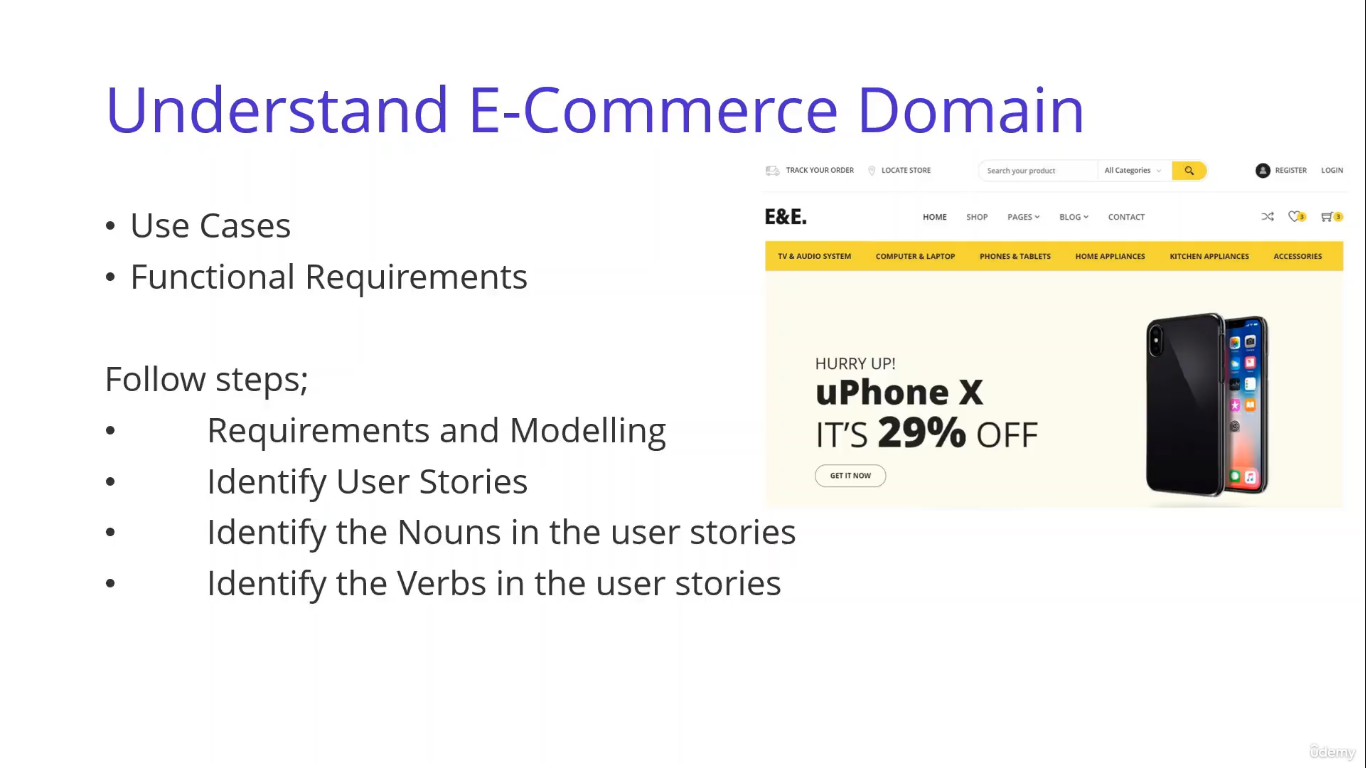 Understand E-Commerce Domain
• Use Cases
• Functional Requirements
Follow steps;
• Requirements and Modelling
• Identify User Stories
• Identify the Nouns in the user stories
• Identify the Verbs in the user stories
TRACK YOUR ORDER LOCATE STORE Search your product All Categories REGISTER LOGIN
E&E. HOME SHOP PAGES BLOG CONTACT
TV & AUDIO SYSTEM COMPUTER & LAPTOP PHONES & TABLETS HOME APPLIANCES KITCHEN APPLIANCES ACCESSORIES
HURRY UP!
uPhone X
IT'S 29% OFF
GET IT NOW
ûdemy